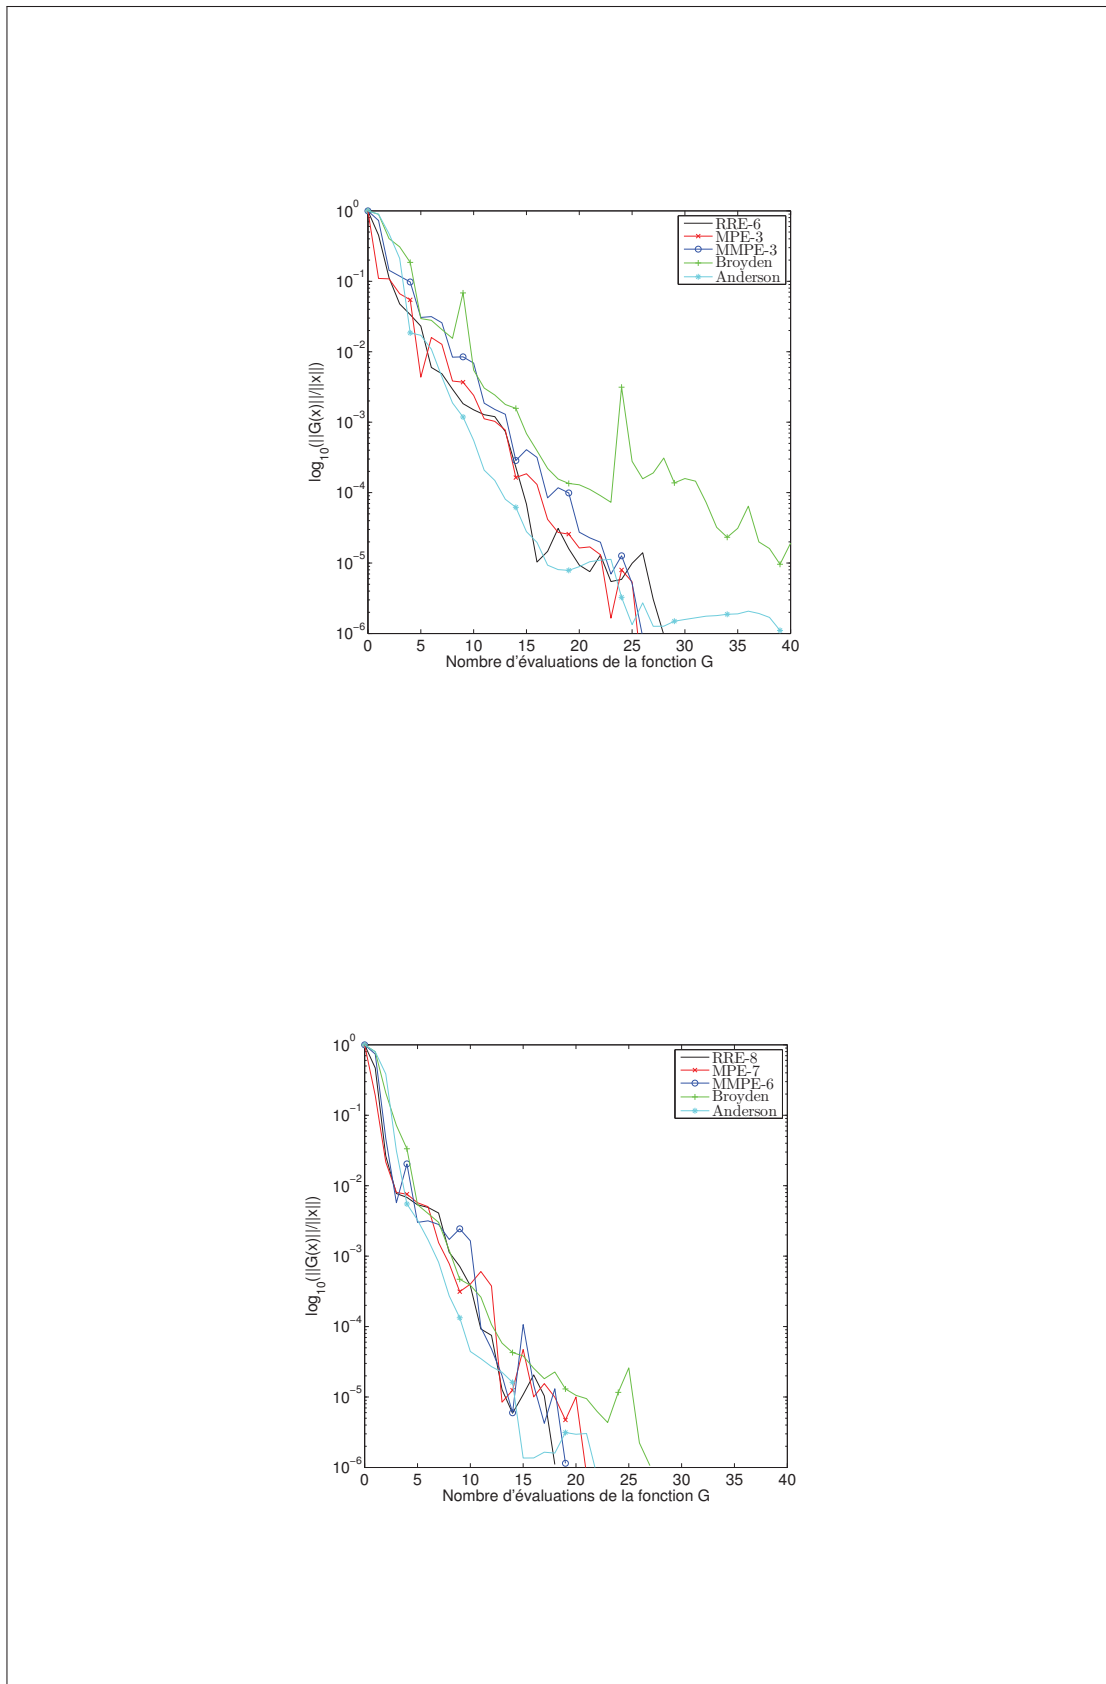 10^0
10^-1
10^-2
10^-3
10^-4
10^-5
10^-6
log10(||G(x)||/||x||)
RRE-6
MPE-3
MMPE-3
Broyden
Anderson
0 5 10 15 20 25 30 35 40
Nombre d'évaluations de la fonction G
10^0
10^-1
10^-2
10^-3
10^-4
10^-5
10^-6
log10(||G(x)||/||x||)
RRE-8
MPE-7
MMPE-6
Broyden
Anderson
0 5 10 15 20 25 30 35 40
Nombre d'évaluations de la fonction G